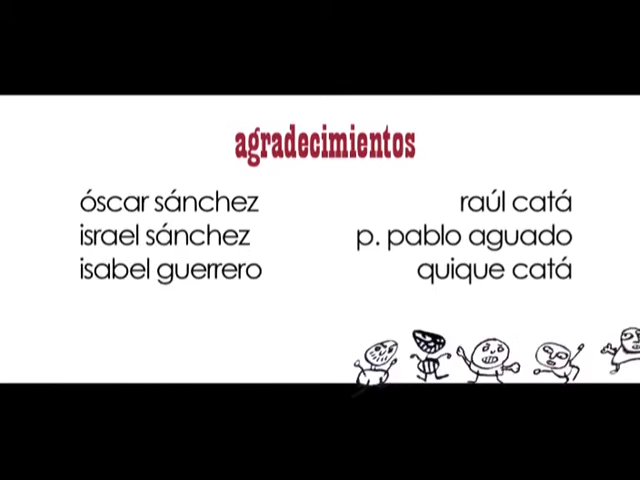 agradecimientos
óscar sánchez
israel sánchez
isabel guerrero
raúl catá
p. pablo aguado
quique catá